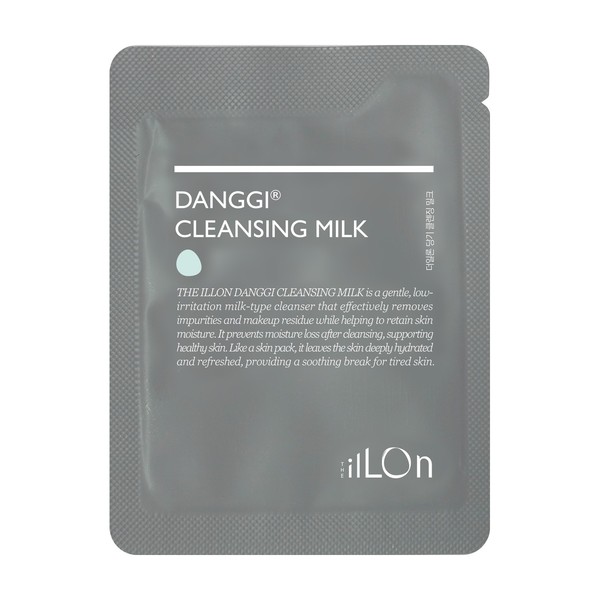 DANGGI®
CLEANSING MILK
THE ILLON DANGGI CLEANSING MILK is a gentle, low-
irritation milk-type cleanser that effectively removes
impurities and makeup residue while helping to retain skin
moisture. It prevents moisture loss after cleansing, supporting
healthy skin. Like a skin pack, it leaves the skin deeply hydrated
and refreshed, providing a soothing break for tired skin.
THE illOn